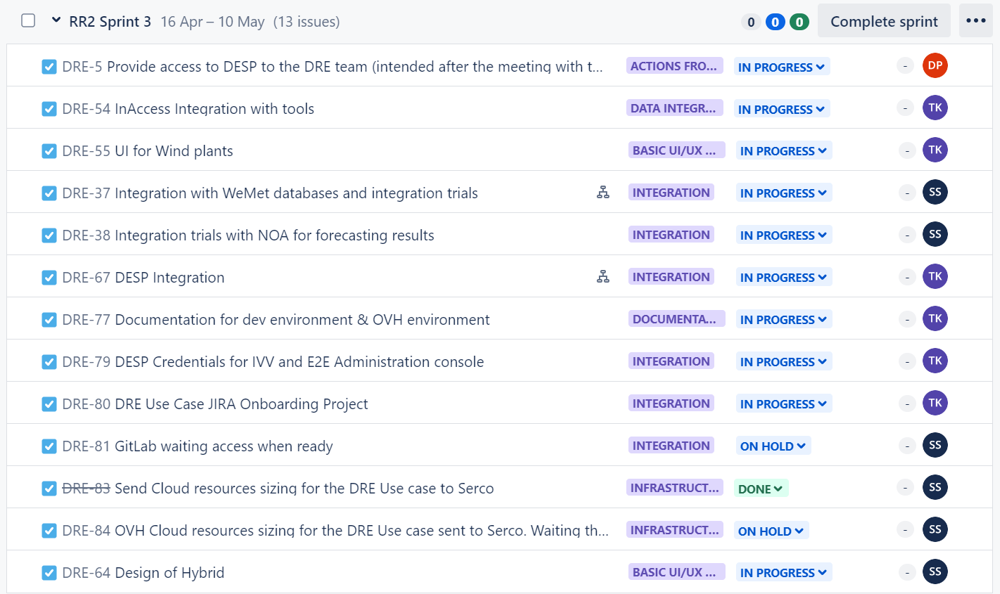 RR2 Sprint 3 16 Apr – 10 May (13 issues) 0 0 0 Complete sprint
DRE-5 Provide access to DESP to the DRE team (intended after the meeting with t... ACTIONS FRO... IN PROGRESS - DP
DRE-54 InAccess Integration with tools DATA INTEGR... IN PROGRESS - TK
DRE-55 UI for Wind plants BASIC UI/UX ... IN PROGRESS - TK
DRE-37 Integration with WeMet databases and integration trials INTEGRATION IN PROGRESS - SS
DRE-38 Integration trials with NOA for forecasting results INTEGRATION IN PROGRESS - SS
DRE-67 DESP Integration INTEGRATION IN PROGRESS - TK
DRE-77 Documentation for dev environment & OVH environment DOCUMENTA... IN PROGRESS - TK
DRE-79 DESP Credentials for IVV and E2E Administration console INTEGRATION IN PROGRESS - TK
DRE-80 DRE Use Case JIRA Onboarding Project INTEGRATION IN PROGRESS - TK
DRE-81 GitLab waiting access when ready INTEGRATION ON HOLD - SS
DRE-83 Send Cloud resources sizing for the DRE Use case to Serco INFRASTRUCT... DONE - SS
DRE-84 OVH Cloud resources sizing for the DRE Use case sent to Serco. Waiting th... INFRASTRUCT... ON HOLD - SS
DRE-64 Design of Hybrid BASIC UI/UX ... IN PROGRESS - SS